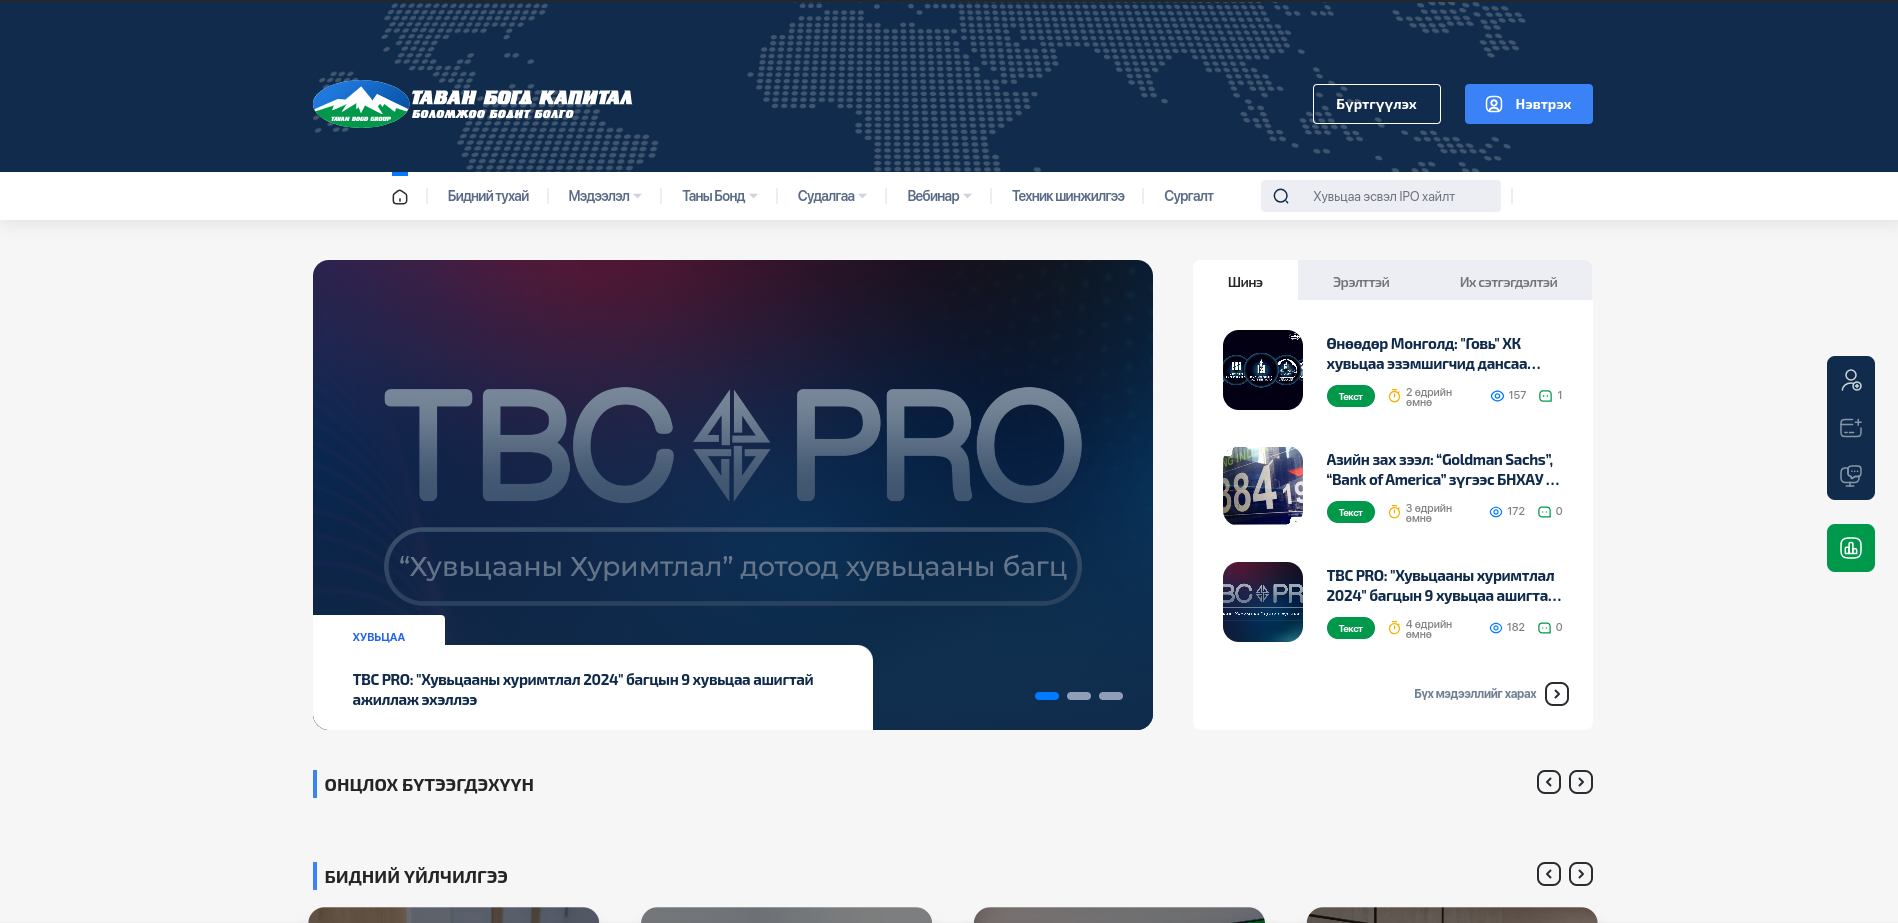 ТАВАН БОГД КАПИТАЛ
БОЛОМЖОО БОДИТ БОЛГО
TAVAN BOGD GROUP
Бүртгүүлэх
Нэвтрэх
Бидний тухай
Мэдээлэл
Таны Бонд
Судалгаа
Вебинар
Техник шинжилгээ
Сургалт
Хувьцаа эсвэл IPO хайлт
TBC PRO
“Хувьцааны Хуримтлал” дотоод хувьцааны багц
ХУВЬЦАА
TBC PRO: "Хувьцааны хуримтлал 2024" багцын 9 хувьцаа ашигтай
ажиллаж эхэллээ
Шинэ
Эрэлттэй
Их сэтгэгдэлтэй
Өнөөдөр Монголд: "Говь" ХК
хувьцаа эзэмшигчид дансаа...
Текст
2 өдрийн
өмнө
157
1
884
19
Азийн зах зээл: “Goldman Sachs”,
“Bank of America” зүгээс БНХАУ ...
Текст
3 өдрийн
өмнө
172
0
TBC PRO: "Хувьцааны хуримтлал
2024" багцын 9 хувьцаа ашигта...
Текст
4 өдрийн
өмнө
182
0
Бүх мэдээллийг харах
ОНЦЛОХ БҮТЭЭГДЭХҮҮН
БИДНИЙ ҮЙЛЧИЛГЭЭ